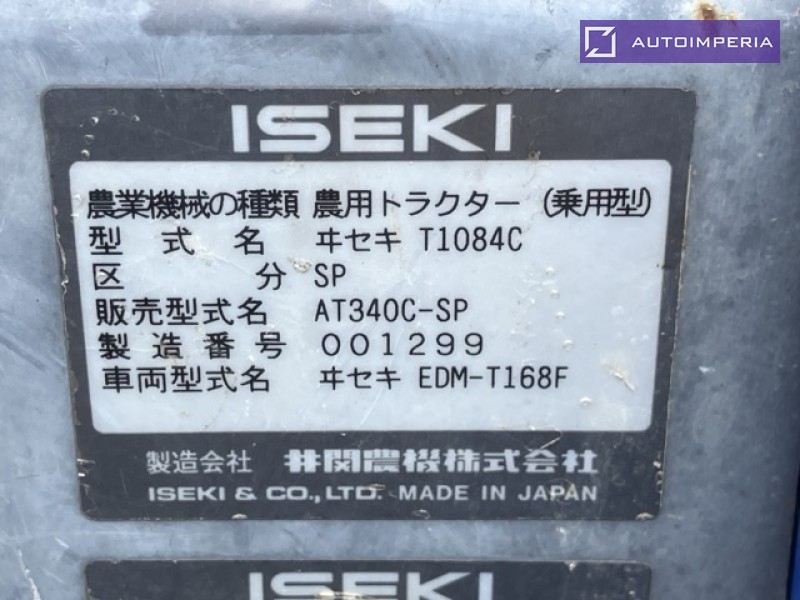 AUTOIMPERIA
ISEKI
農業機械の種類 農用トラクター (乗用型)
型式名 ヰセキ T1084C
区分 SP
販売型式名 AT340C-SP
製造番号 001299
車両型式名 ヰセキ EDM-T168F
製造会社 井関農機株式会社
ISEKI & CO., LTD. MADE IN JAPAN
ISEKI